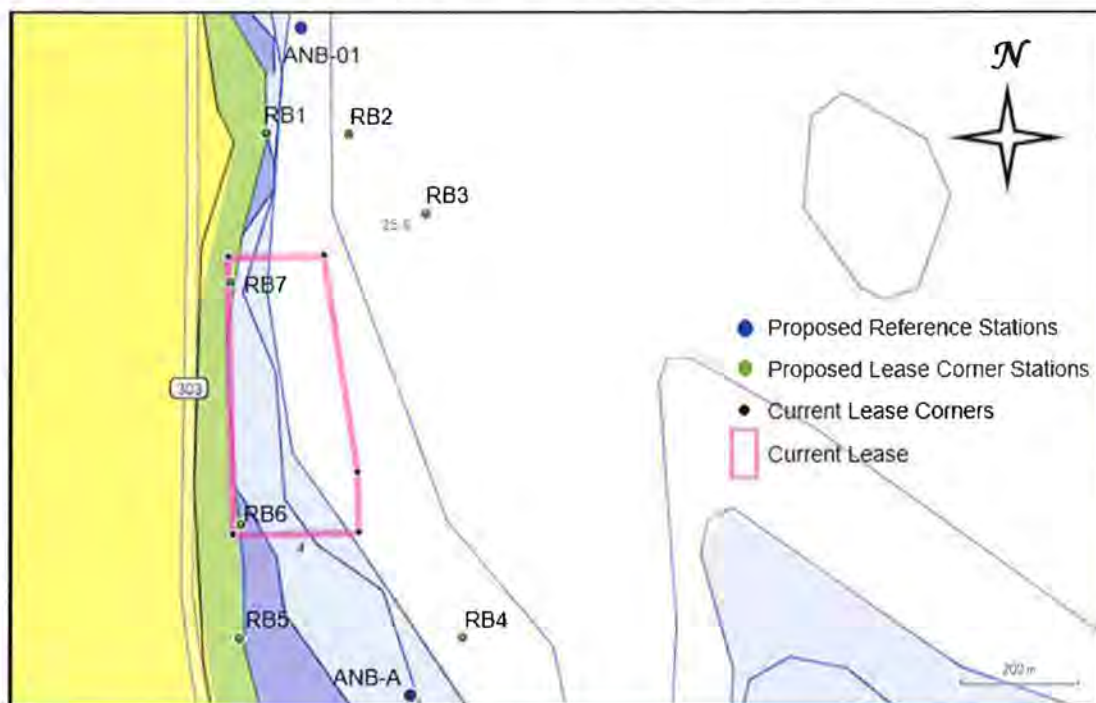 ANB-01
N
RB1
RB2
RB3
25.6
RB7
Proposed Reference Stations
Proposed Lease Corner Stations
303
Current Lease Corners
Current Lease
RB6
4
RB5
RB4
ANB-A
200 m